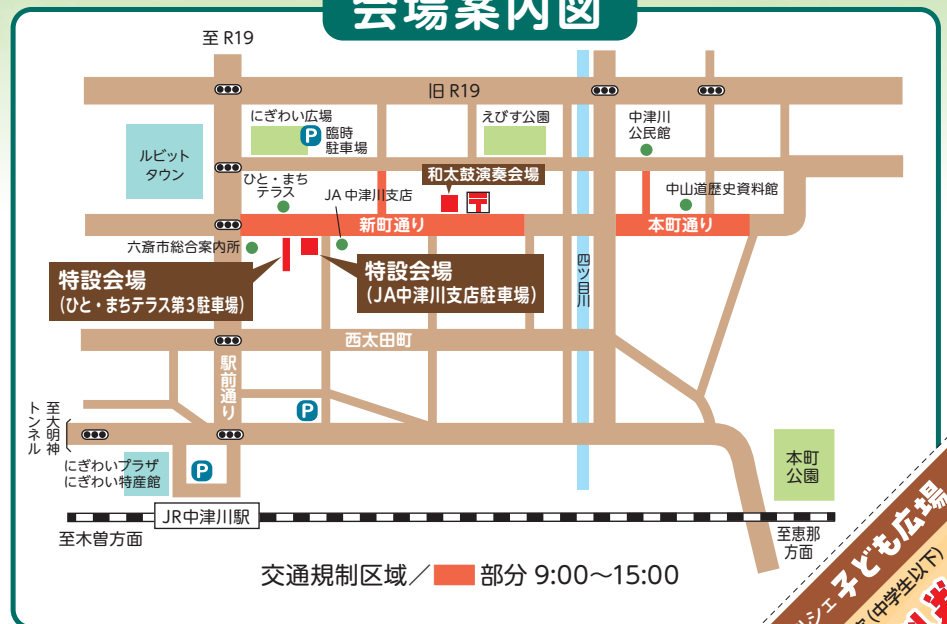 会場案内図
至 R19
旧 R19
にぎわい広場
P
臨時
駐車場
えびす公園
中津川
公民館
ルビット
タウン
ひと・まち
テラス
JA 中津川支店
和太鼓演奏会場
〒
中山道歴史資料館
新町通り
本町通り
六斎市総合案内所
特設会場
(ひと・まちテラス第3駐車場)
特設会場
(JA中津川支店駐車場)
四ツ目川
西太田町
駅前通り
P
至大明神
トンネル
にぎわいプラザ
にぎわい特産館
P
本町
公園
JR中津川駅
至木曽方面
至恵那
方面
交通規制区域／ 部分 9:00〜15:00
ルシェ 子ども広場
(中学生以下)